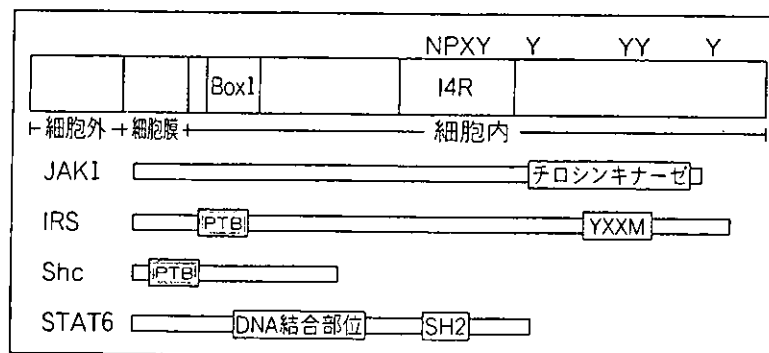 NPXY Y YY Y
Box1 I4R
細胞外 細胞膜 細胞内
JAK1 チロシンキナーゼ
IRS PTB YXXM
Shc PTB
STAT6 DNA結合部位 SH2